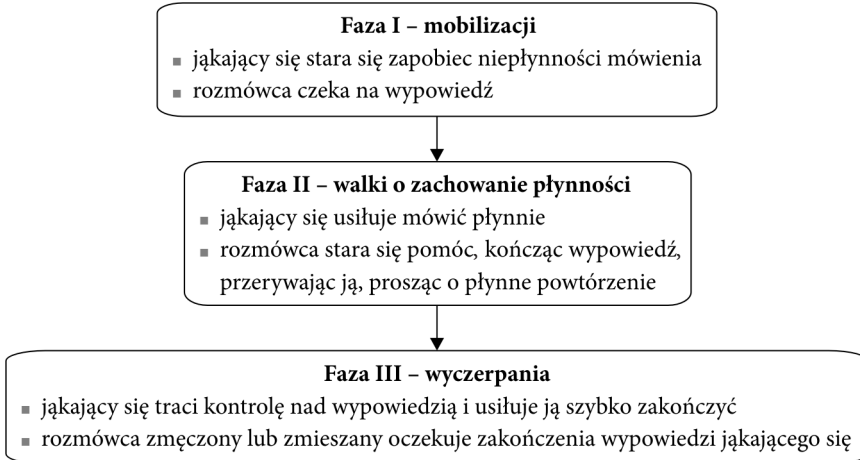 Faza I – mobilizacji
▪ jąkający się stara się zapobiec niepłynności mówienia
▪ rozmówca czeka na wypowiedź
Faza II – walki o zachowanie płynności
▪ jąkający się usiłuje mówić płynnie
▪ rozmówca stara się pomóc, kończąc wypowiedź,
przerywając ją, prosząc o płynne powtórzenie
Faza III – wyczerpania
▪ jąkający się traci kontrolę nad wypowiedzią i usiłuje ją szybko zakończyć
▪ rozmówca zmęczony lub zmieszany oczekuje zakończenia wypowiedzi jąkającego się